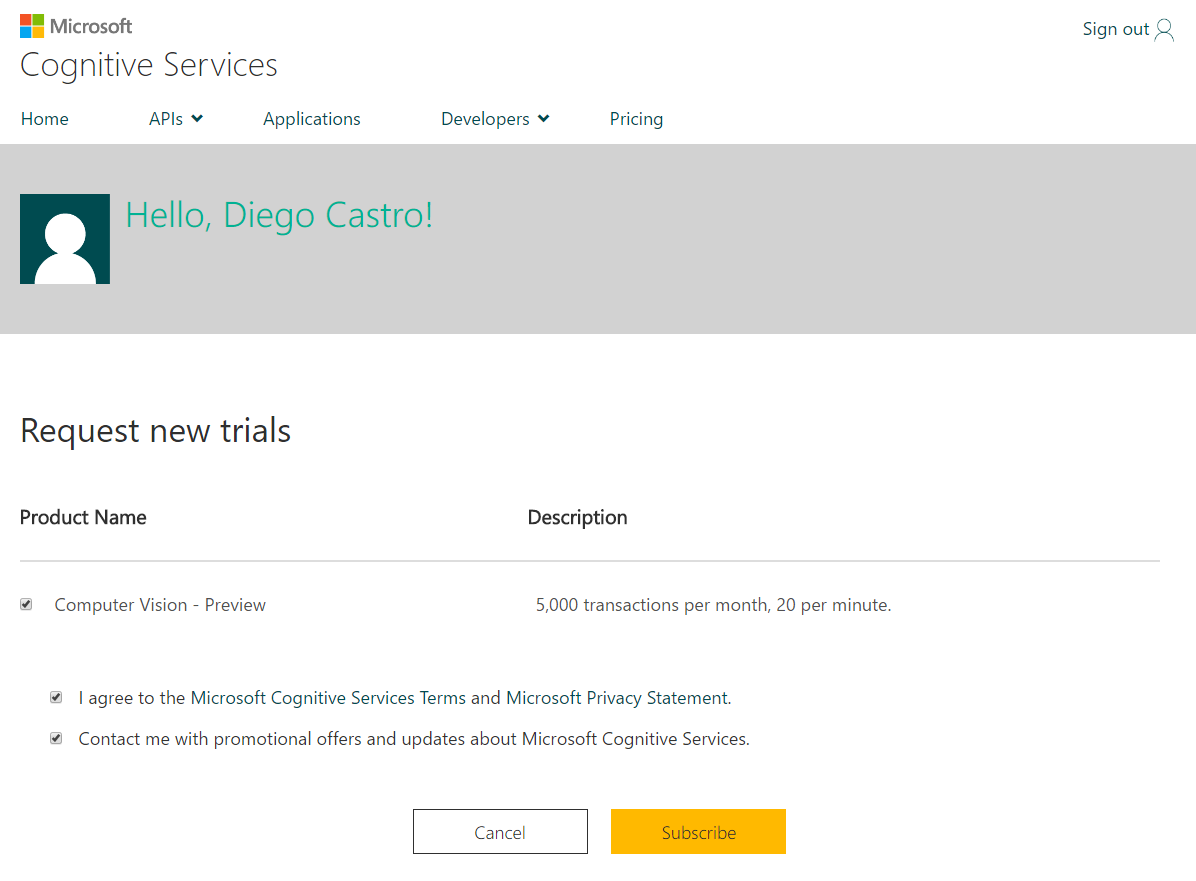 Microsoft
Sign out
Cognitive Services
Home APIs Applications Developers Pricing
Hello, Diego Castro!
Request new trials
Product Name Description
Computer Vision - Preview 5,000 transactions per month, 20 per minute.
I agree to the Microsoft Cognitive Services Terms and Microsoft Privacy Statement.
Contact me with promotional offers and updates about Microsoft Cognitive Services.
Cancel Subscribe